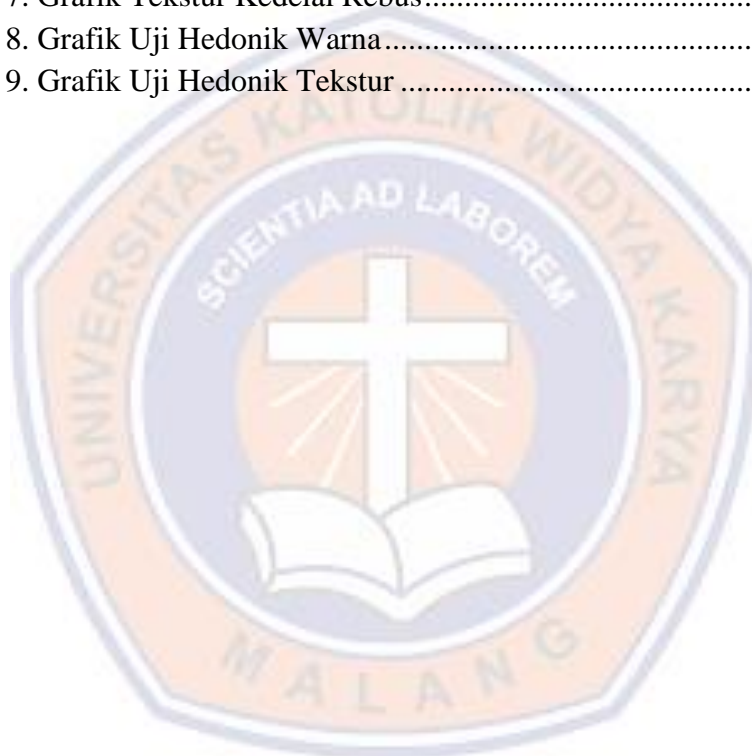 7. Grafik Tekstur Kedelai Rebus........................................
8. Grafik Uji Hedonik Warna..............................................
9. Grafik Uji Hedonik Tekstur ............................................
UNIVERSITAS KATOLIK WIDYA KARYA
SCIENTIA AD LABOREM
MALANG